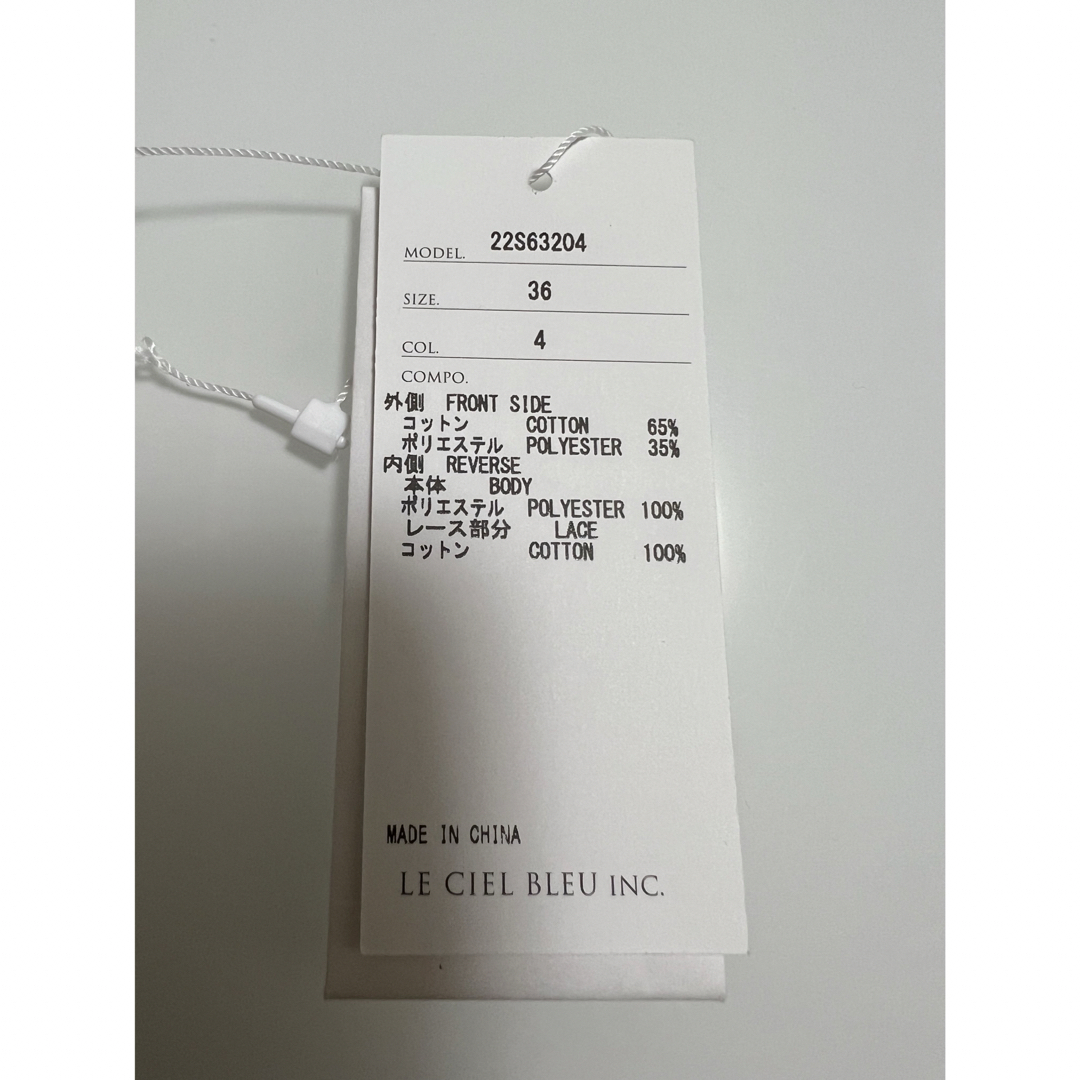 MODEL. 22S63204
SIZE. 36
COL. 4
COMPO.
外側 FRONT SIDE
コットン COTTON 65%
ポリエステル POLYESTER 35%
内側 REVERSE
本体 BODY
ポリエステル POLYESTER 100%
レース部分 LACE
コットン COTTON 100%
MADE IN CHINA
LE CIEL BLEU INC.